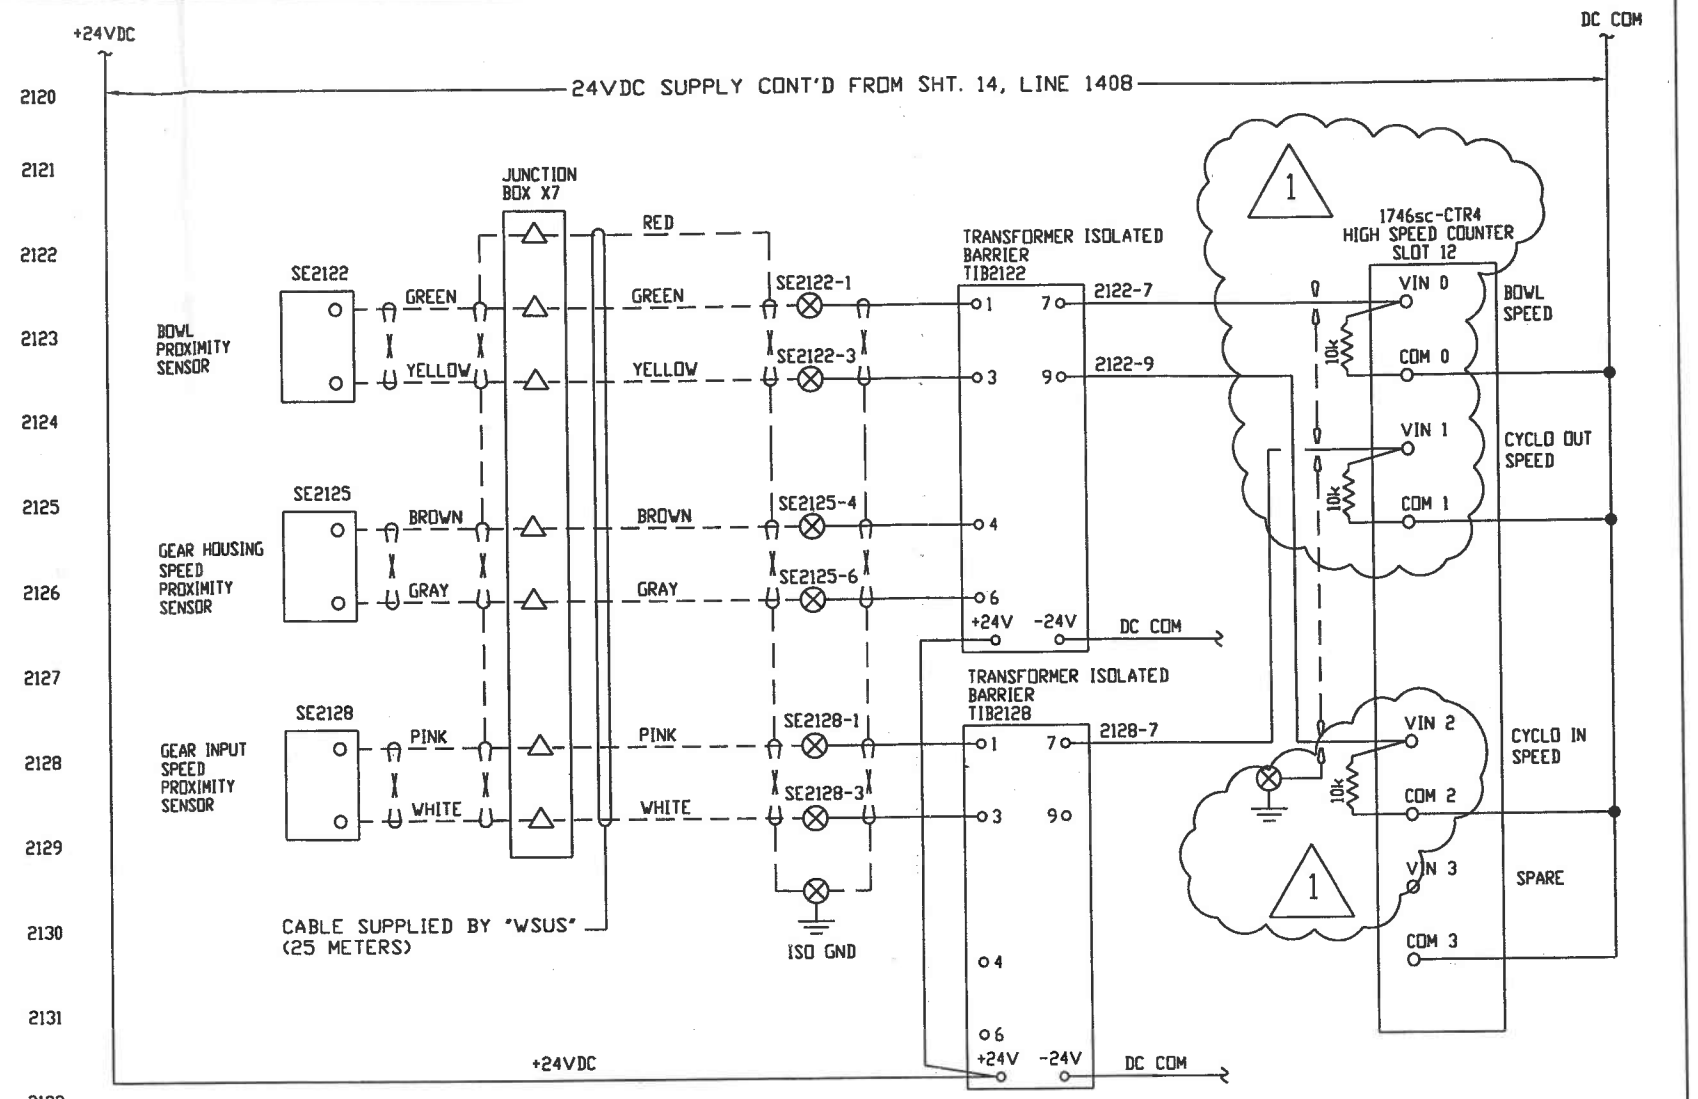 +24VDC
DC COM
24VDC SUPPLY CONT'D FROM SHT. 14, LINE 1408
2120
2121
2122
2123
2124
2125
2126
2127
2128
2129
2130
2131
JUNCTION
BOX X7
RED
SE2122
GREEN
GREEN
SE2122-1
BOWL
PROXIMITY
SENSOR
YELLOW
YELLOW
SE2122-3
TRANSFORMER ISOLATED
BARRIER
TIB2122
1
7
2122-7
3
9
2122-9
4
6
+24V
-24V
DC COM
1
1746sc-CTR4
HIGH SPEED COUNTER
SLOT 12
VIN 0
BOWL
SPEED
10k
COM 0
VIN 1
CYCLO OUT
SPEED
10k
COM 1
SE2125
BROWN
BROWN
SE2125-4
GEAR HOUSING
SPEED
PROXIMITY
SENSOR
GRAY
GRAY
SE2125-6
SE2128
PINK
PINK
SE2128-1
GEAR INPUT
SPEED
PROXIMITY
SENSOR
WHITE
WHITE
SE2128-3
TRANSFORMER ISOLATED
BARRIER
TIB2128
1
7
2128-7
3
9
4
6
+24V
-24V
DC COM
VIN 2
CYCLO IN
SPEED
10k
COM 2
1
VIN 3
SPARE
COM 3
CABLE SUPPLIED BY "WSUS"
(25 METERS)
ISO GND
+24VDC